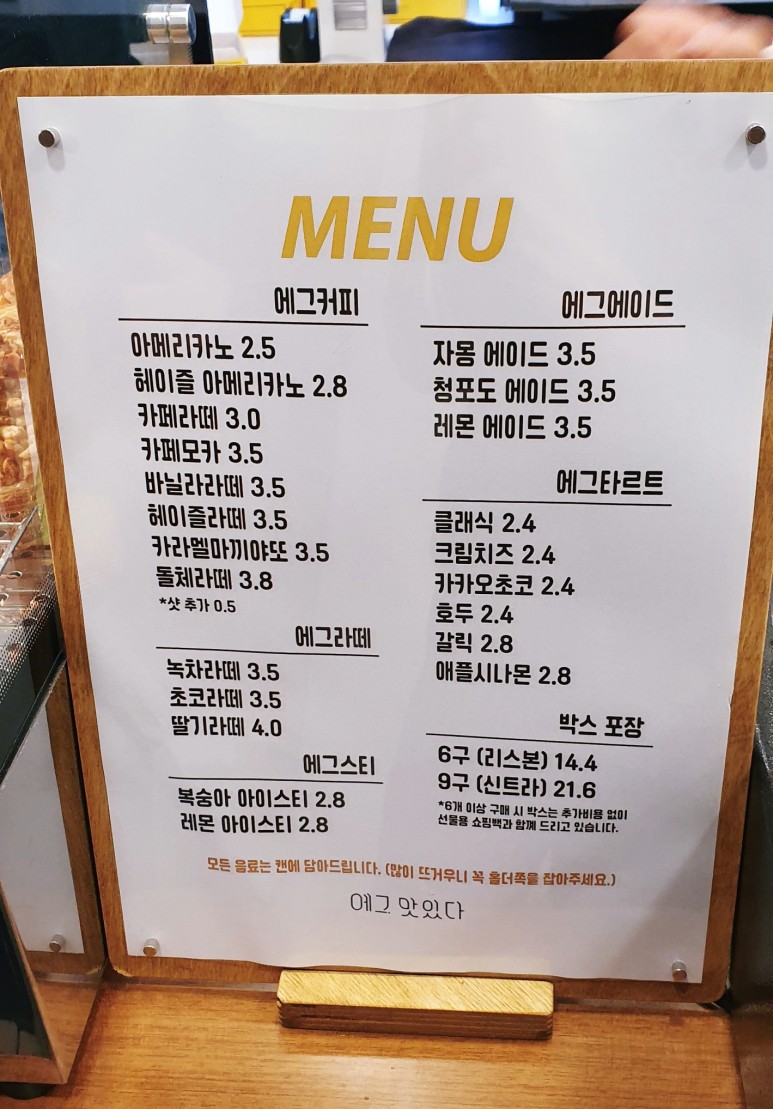 MENU
에그커피
아메리카노 2.5
헤이즐 아메리카노 2.8
카페라떼 3.0
카페모카 3.5
바닐라라떼 3.5
헤이즐라떼 3.5
카라멜마끼야또 3.5
돌체라떼 3.8
*샷 추가 0.5
에그라떼
녹차라떼 3.5
초코라떼 3.5
딸기라떼 4.0
에그스티
복숭아 아이스티 2.8
레몬 아이스티 2.8
에그에이드
자몽 에이드 3.5
청포도 에이드 3.5
레몬 에이드 3.5
에그타르트
클래식 2.4
크림치즈 2.4
카카오초코 2.4
호두 2.4
갈릭 2.8
애플시나몬 2.8
박스 포장
6구 (리스본) 14.4
9구 (신트라) 21.6
*6개 이상 구매 시 박스는 추가비용 없이
선물용 쇼핑백과 함께 드리고 있습니다.
모든 음료는 캔에 담아드립니다. (많이 뜨거우니 꼭 홀더쪽을 잡아주세요.)
에그 맛있다